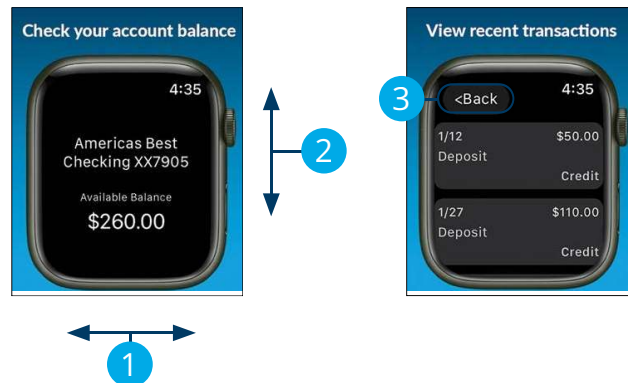 Check your account balance
4:35
Americas Best
Checking XX7905
Available Balance
$260.00
2
1
View recent transactions
3
<Back
4:35
1/12 $50.00
Deposit
Credit
1/27 $110.00
Deposit
Credit